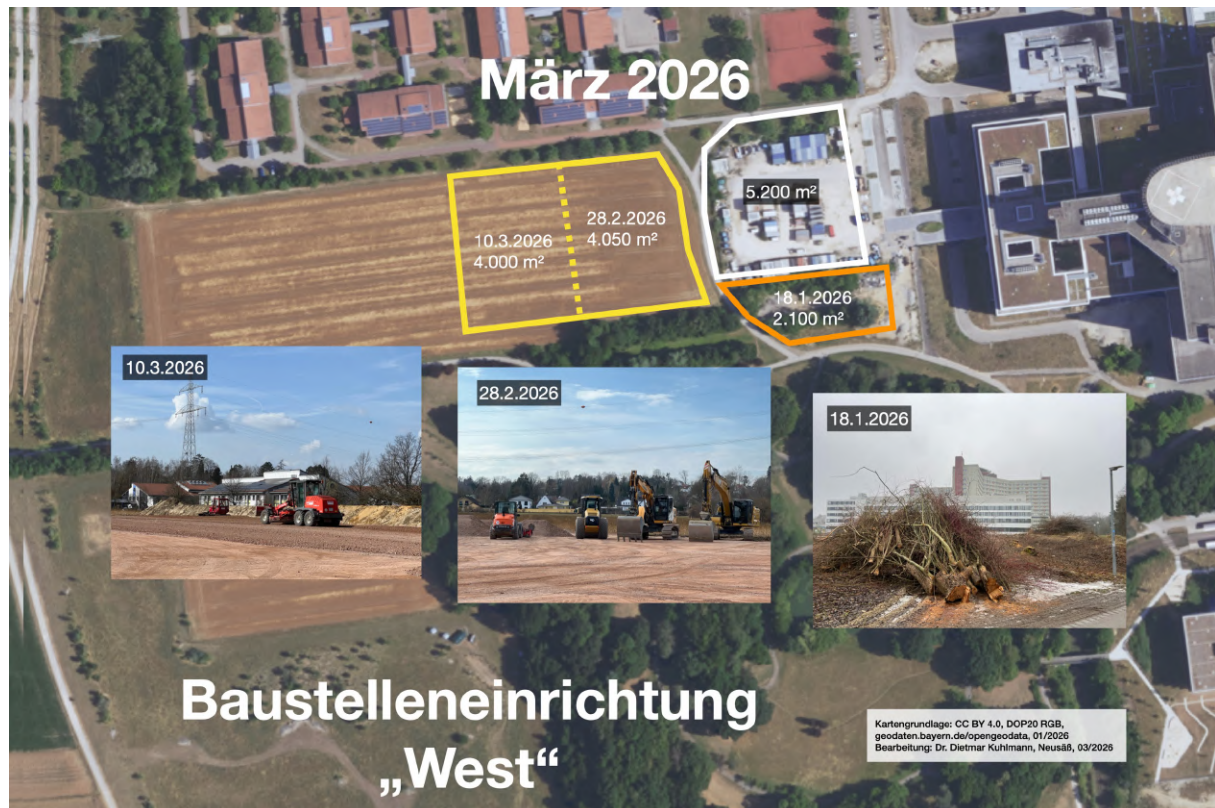 März 2026
5.200 m²
28.2.2026
4.050 m²
10.3.2026
4.000 m²
18.1.2026
2.100 m²
10.3.2026
28.2.2026
18.1.2026
Baustelleneinrichtung
„West“
Kartengrundlage: CC BY 4.0, DOP20 RGB,
geodaten.bayern.de/opengeodata, 01/2026
Bearbeitung: Dr. Dietmar Kuhlmann, Neusäß, 03/2026